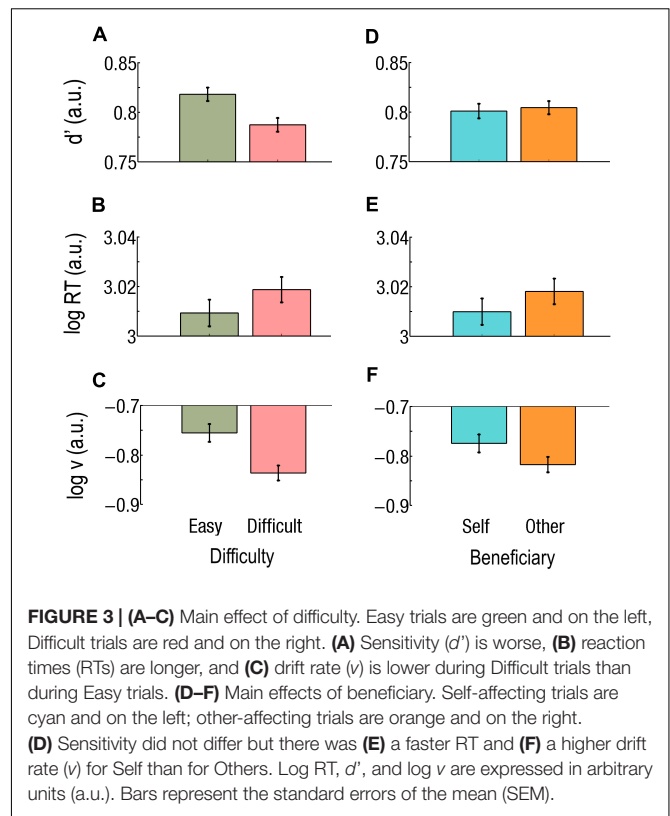 A
D
0.85
0.8
0.75
d' (a.u.)
0.85
0.8
0.75
B
E
3.04
3.02
3
log RT (a.u.)
3.04
3.02
3
C
F
−0.7
−0.8
−0.9
log v (a.u.)
−0.7
−0.8
−0.9
Easy Difficult
Self Other
Difficulty
Beneficiary
FIGURE 3 | (A–C) Main effect of difficulty. Easy trials are green and on the left,
Difficult trials are red and on the right. (A) Sensitivity (d') is worse, (B) reaction
times (RTs) are longer, and (C) drift rate (v) is lower during Difficult trials than
during Easy trials. (D–F) Main effects of beneficiary. Self-affecting trials are
cyan and on the left; other-affecting trials are orange and on the right.
(D) Sensitivity did not differ but there was (E) a faster RT and (F) a higher drift
rate (v) for Self than for Others. Log RT, d', and log v are expressed in arbitrary
units (a.u.). Bars represent the standard errors of the mean (SEM).